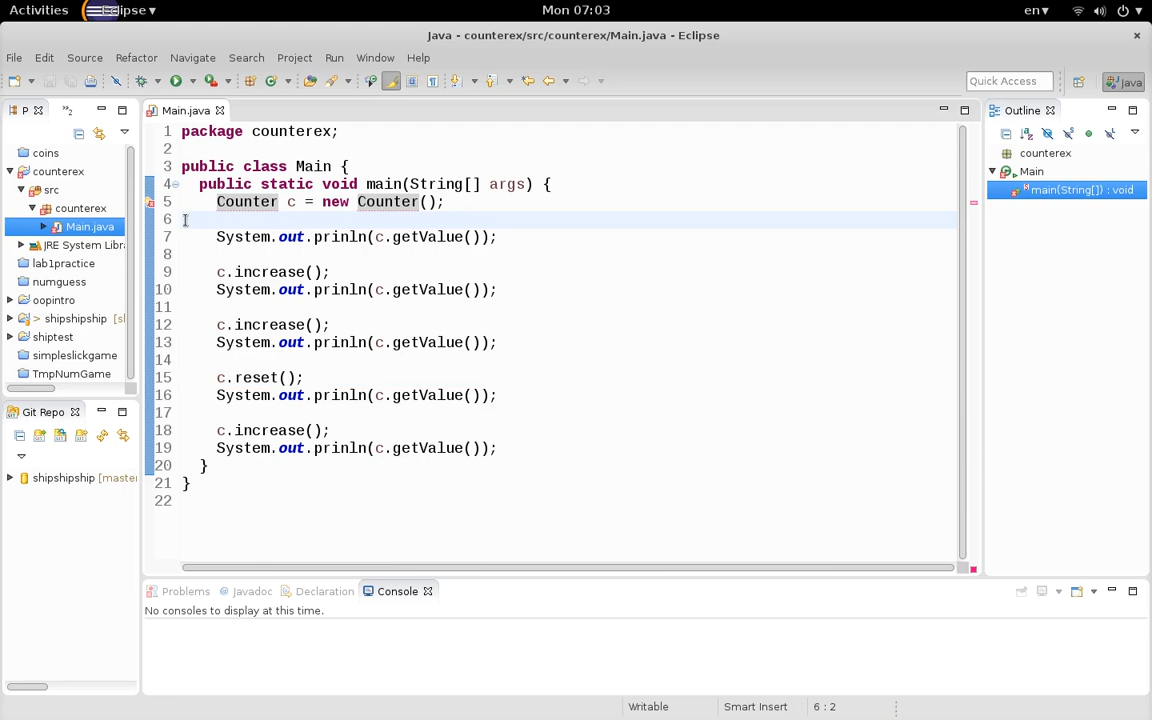 Activities Eclipse ▾ Mon 07:03 en ▾
Java - counterex/src/counterex/Main.java - Eclipse
File Edit Source Refactor Navigate Search Project Run Window Help
Quick Access Java
P Main.java Outline
coins
counterex
src
counterex
Main.java
JRE System Libra
lab1practice
numguess
oopintro
> shipshipship [sh
shiptest
simpleslickgame
TmpNumGame
Git Repo
shipshipship [master
1 package counterex;
2
3 public class Main {
4 public static void main(String[] args) {
5 Counter c = new Counter();
6
7 System.out.prinln(c.getValue());
8
9 c.increase();
10 System.out.prinln(c.getValue());
11
12 c.increase();
13 System.out.prinln(c.getValue());
14
15 c.reset();
16 System.out.prinln(c.getValue());
17
18 c.increase();
19 System.out.prinln(c.getValue());
20 }
21 }
22
counterex
Main
main(String[]) : void
Problems Javadoc Declaration Console
No consoles to display at this time.
Writable Smart Insert 6 : 2